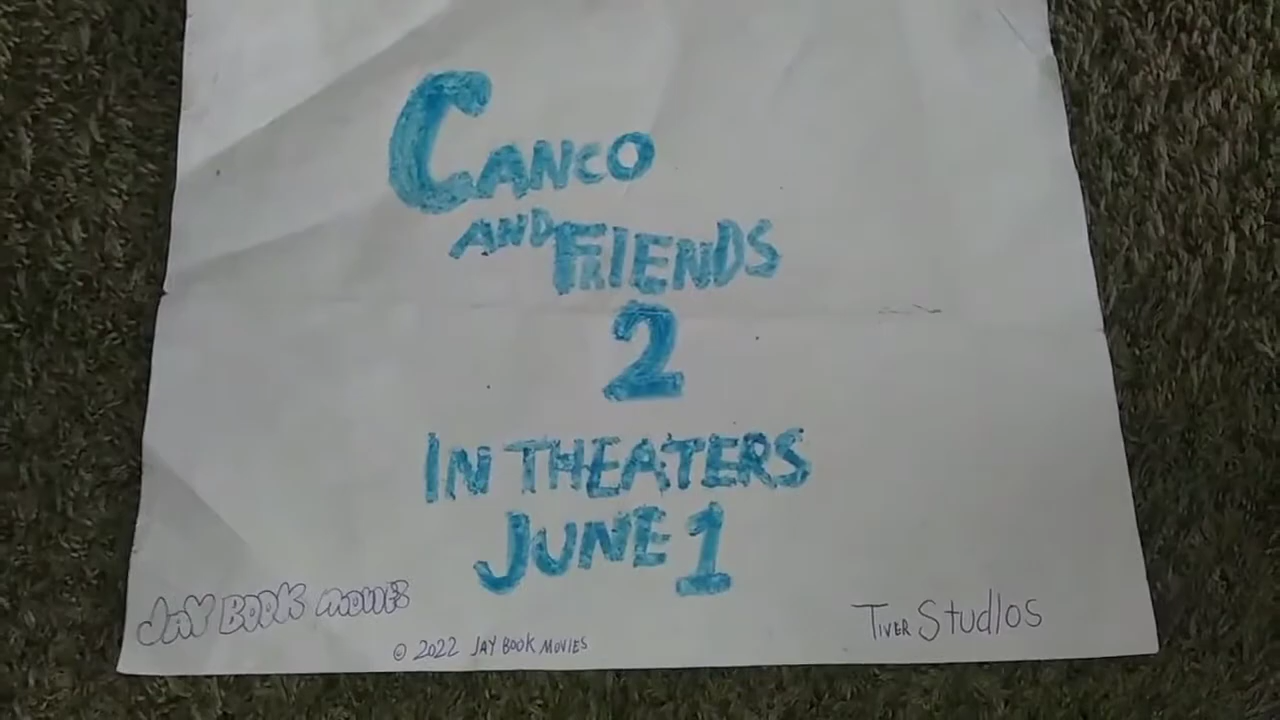 CANCO
AND FRIENDS
2
IN THEATERS
JUNE 1
JAY BOOK MOVIES
© 2022 JAY BOOK MOVIES
TIVER StudIOS